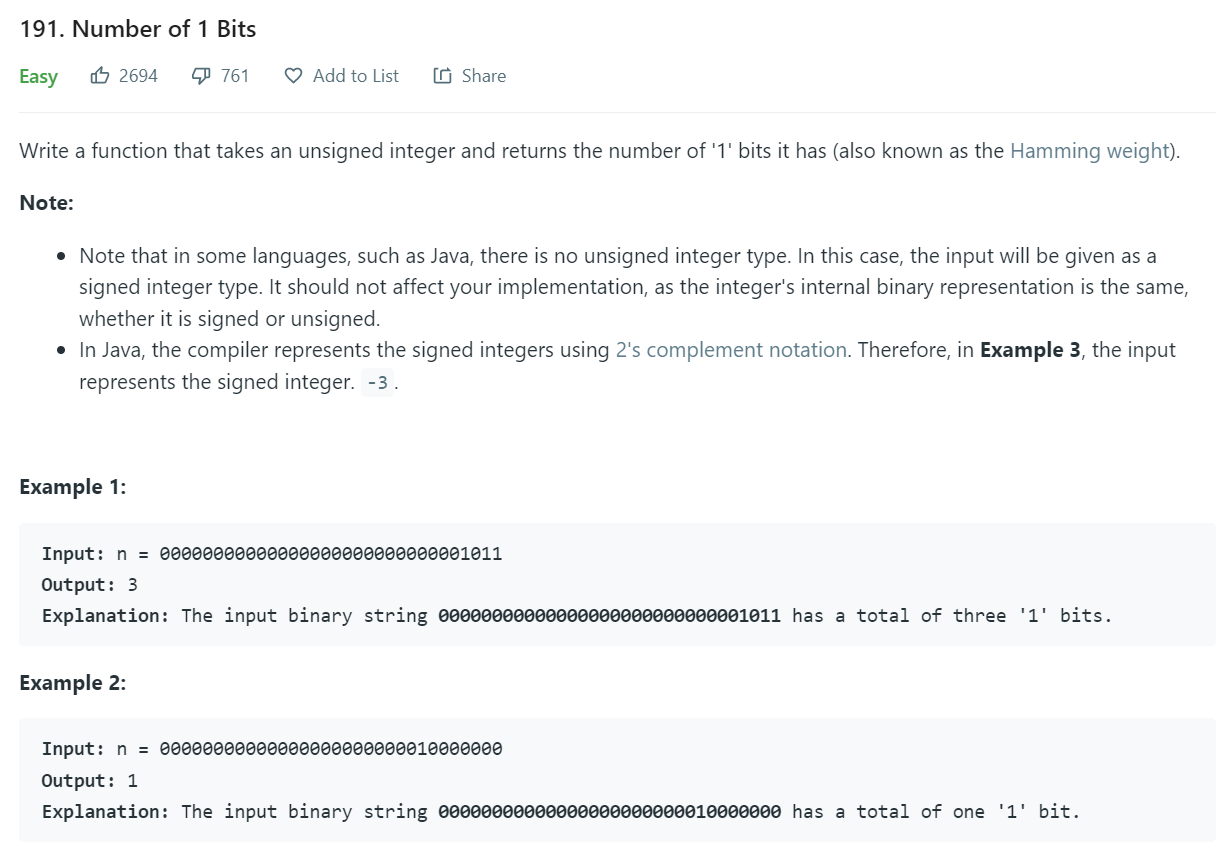 191. Number of 1 Bits
Easy 2694 761 Add to List Share
Write a function that takes an unsigned integer and returns the number of '1' bits it has (also known as the Hamming weight).
Note:
• Note that in some languages, such as Java, there is no unsigned integer type. In this case, the input will be given as a
signed integer type. It should not affect your implementation, as the integer's internal binary representation is the same,
whether it is signed or unsigned.
• In Java, the compiler represents the signed integers using 2's complement notation. Therefore, in Example 3, the input
represents the signed integer. -3.
Example 1:
Input: n = 00000000000000000000000000001011
Output: 3
Explanation: The input binary string 00000000000000000000000000001011 has a total of three '1' bits.
Example 2:
Input: n = 00000000000000000000000010000000
Output: 1
Explanation: The input binary string 00000000000000000000000010000000 has a total of one '1' bit.